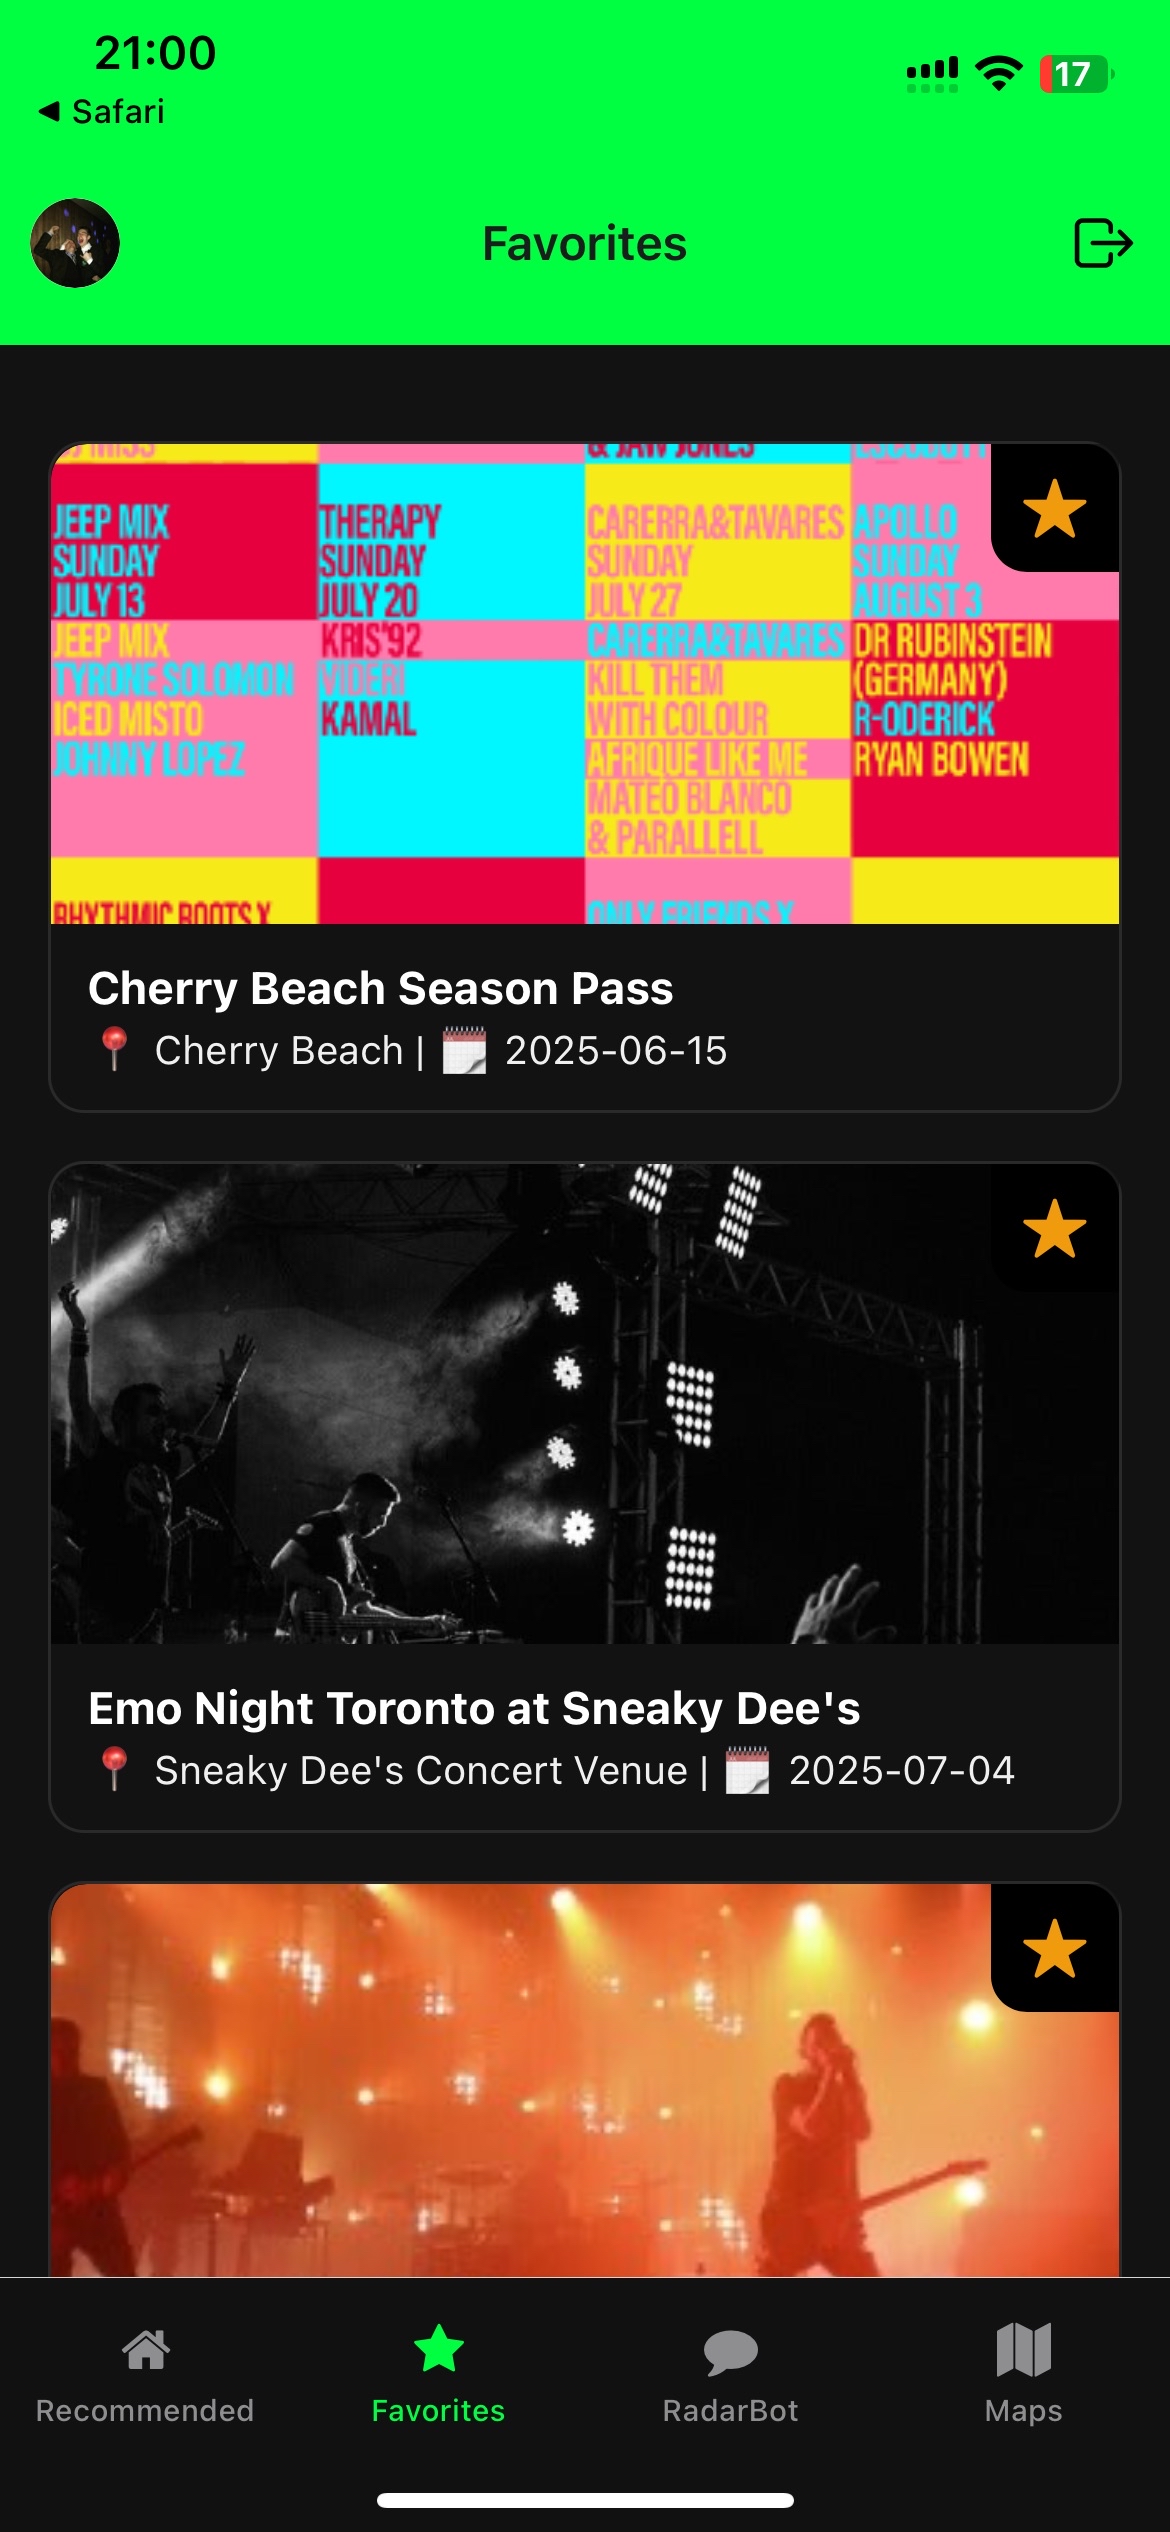 21:00
17
Safari
Favorites
& JAW JONES
JEEP MIX
SUNDAY
JULY 13
JEEP MIX
TYRONE SOLOMON
ICED MISTO
JOHNNY LOPEZ
RHYTHMIC ROOTS X
THERAPY
SUNDAY
JULY 20
KRIS'92
VIDERI
KAMAL
CARERRA&TAVARES
SUNDAY
JULY 27
CARERRA&TAVARES
KILL THEM
WITH COLOUR
AFRIQUE LIKE ME
MATEO BLANCO
& PARALLELL
ONLY FRIENDS X
APOLLO
SUNDAY
AUGUST 3
DR RUBINSTEIN
(GERMANY)
R-ODERICK
RYAN BOWEN
Cherry Beach Season Pass
📍 Cherry Beach | 🗓️ 2025-06-15
Emo Night Toronto at Sneaky Dee's
📍 Sneaky Dee's Concert Venue | 🗓️ 2025-07-04
Recommended
Favorites
RadarBot
Maps